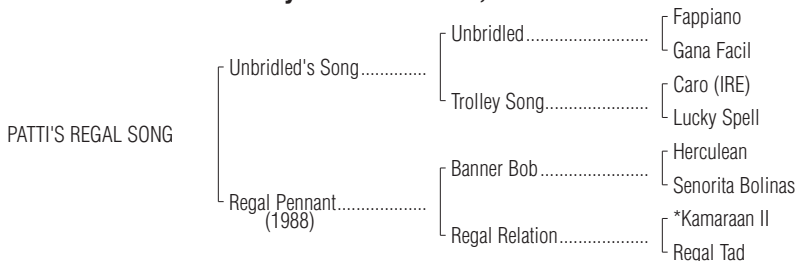 Fappiano
Unbridled..............................
Gana Facil
Unbridled's Song..............
Caro (IRE)
Trolley Song........................
Lucky Spell
PATTI'S REGAL SONG
Herculean
Banner Bob..........................
Senorita Bolinas
Regal Pennant...................
(1988)
*Kamaraan II
Regal Relation.....................
Regal Tad